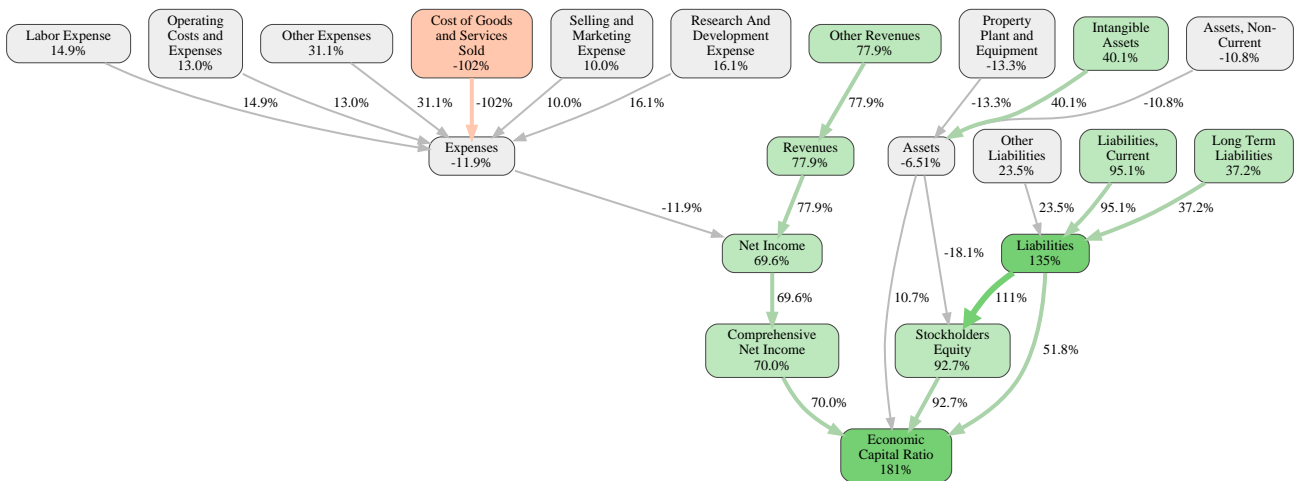 Labor Expense
14.9%
Operating
Costs and
Expenses
13.0%
Other Expenses
31.1%
Cost of Goods
and Services
Sold
-102%
Selling and
Marketing
Expense
10.0%
Research And
Development
Expense
16.1%
Other Revenues
77.9%
Property
Plant and
Equipment
-13.3%
Intangible
Assets
40.1%
Assets, Non-
Current
-10.8%
14.9%
13.0%
31.1%
-102%
10.0%
16.1%
77.9%
-13.3%
40.1%
-10.8%
Expenses
-11.9%
Revenues
77.9%
Assets
-6.51%
Other
Liabilities
23.5%
Liabilities,
Current
95.1%
Long Term
Liabilities
37.2%
-11.9%
77.9%
23.5%
95.1%
37.2%
Net Income
69.6%
-18.1%
Liabilities
135%
69.6%
10.7%
111%
Comprehensive
Net Income
70.0%
Stockholders
Equity
92.7%
51.8%
70.0%
92.7%
Economic
Capital Ratio
181%